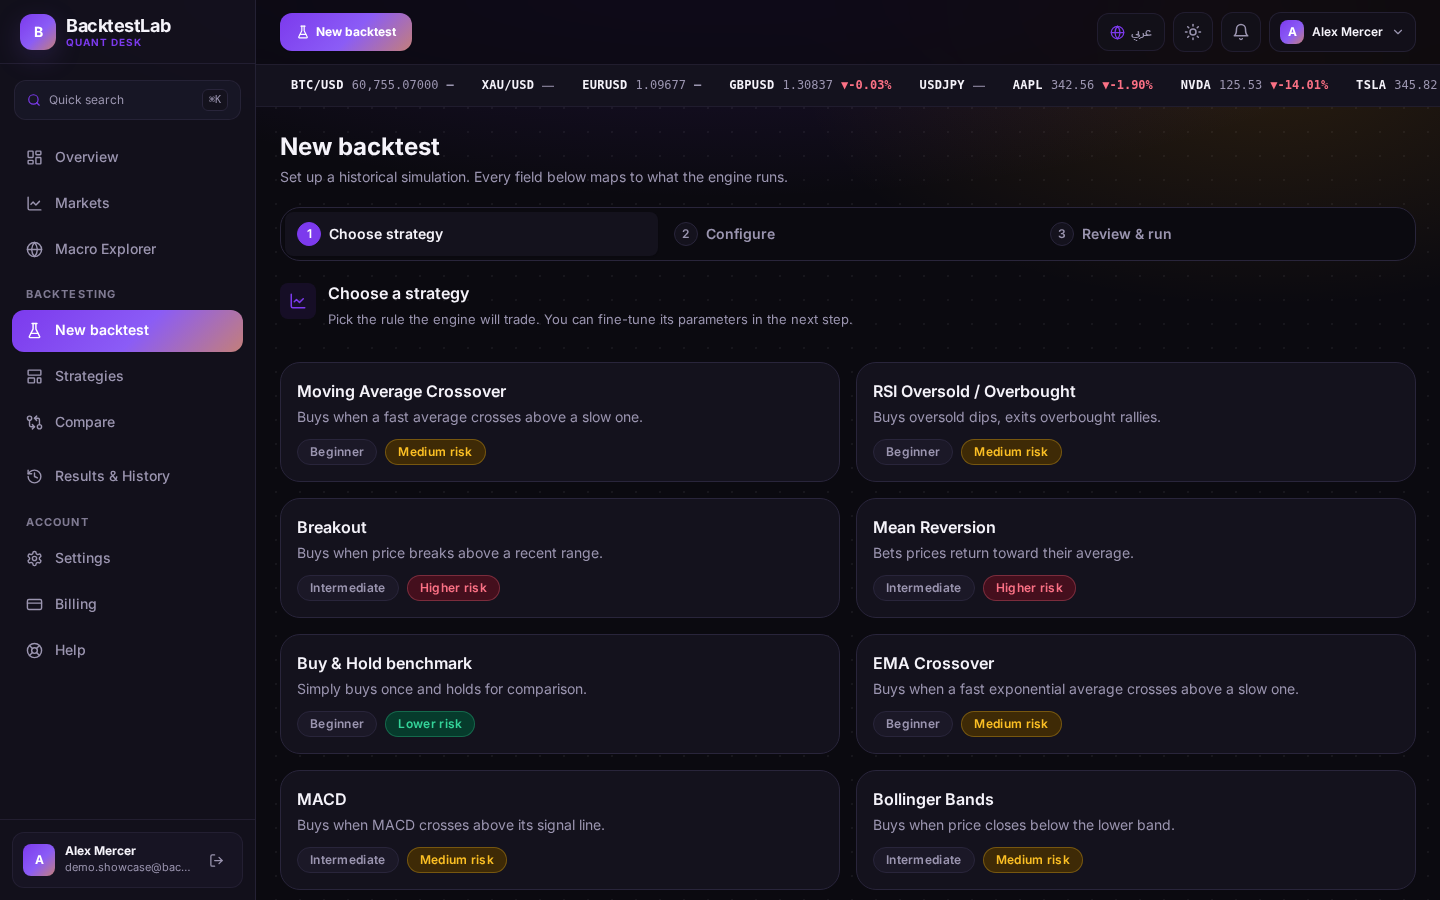 B BacktestLab
QUANT DESK
Quick search ⌘K
Overview
Markets
Macro Explorer
BACKTESTING
New backtest
Strategies
Compare
Results & History
ACCOUNT
Settings
Billing
Help
A Alex Mercer
demo.showcase@bac...
New backtest
عربي
A Alex Mercer
BTC/USD 60,755.07000 — XAU/USD — EURUSD 1.09677 — GBPUSD 1.30837 ▼-0.03% USDJPY — AAPL 342.56 ▼-1.90% NVDA 125.53 ▼-14.01% TSLA 345.82
New backtest
Set up a historical simulation. Every field below maps to what the engine runs.
1 Choose strategy
2 Configure
3 Review & run
Choose a strategy
Pick the rule the engine will trade. You can fine-tune its parameters in the next step.
Moving Average Crossover
Buys when a fast average crosses above a slow one.
Beginner Medium risk
RSI Oversold / Overbought
Buys oversold dips, exits overbought rallies.
Beginner Medium risk
Breakout
Buys when price breaks above a recent range.
Intermediate Higher risk
Mean Reversion
Bets prices return toward their average.
Intermediate Higher risk
Buy & Hold benchmark
Simply buys once and holds for comparison.
Beginner Lower risk
EMA Crossover
Buys when a fast exponential average crosses above a slow one.
Beginner Medium risk
MACD
Buys when MACD crosses above its signal line.
Intermediate Medium risk
Bollinger Bands
Buys when price closes below the lower band.
Intermediate Medium risk